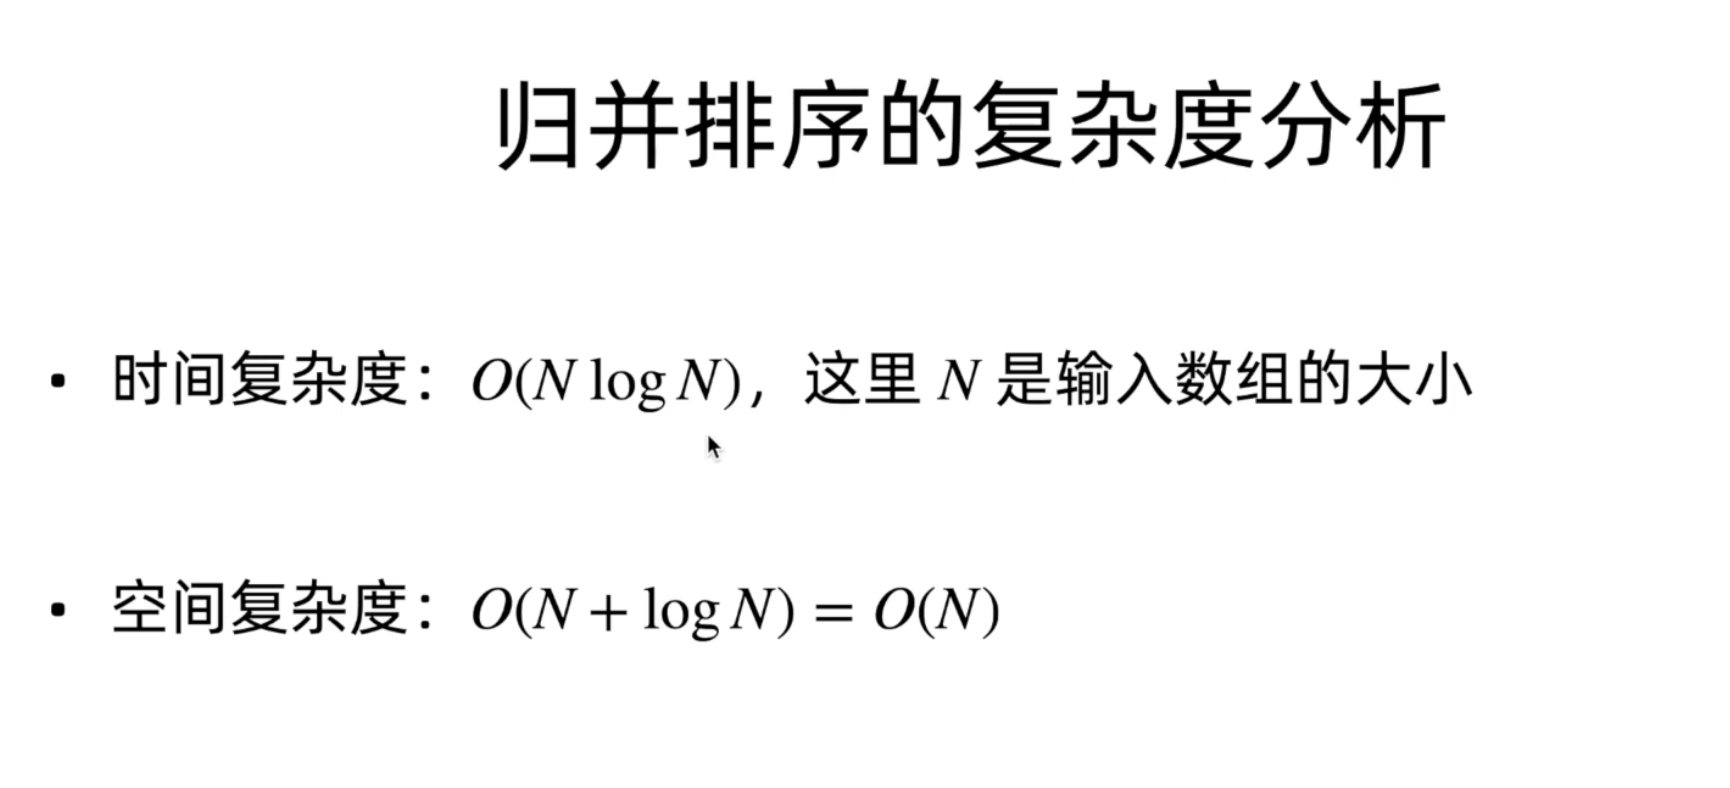 归并排序的复杂度分析
• 时间复杂度：O(N log N)，这里 N 是输入数组的大小
• 空间复杂度：O(N + log N) = O(N)